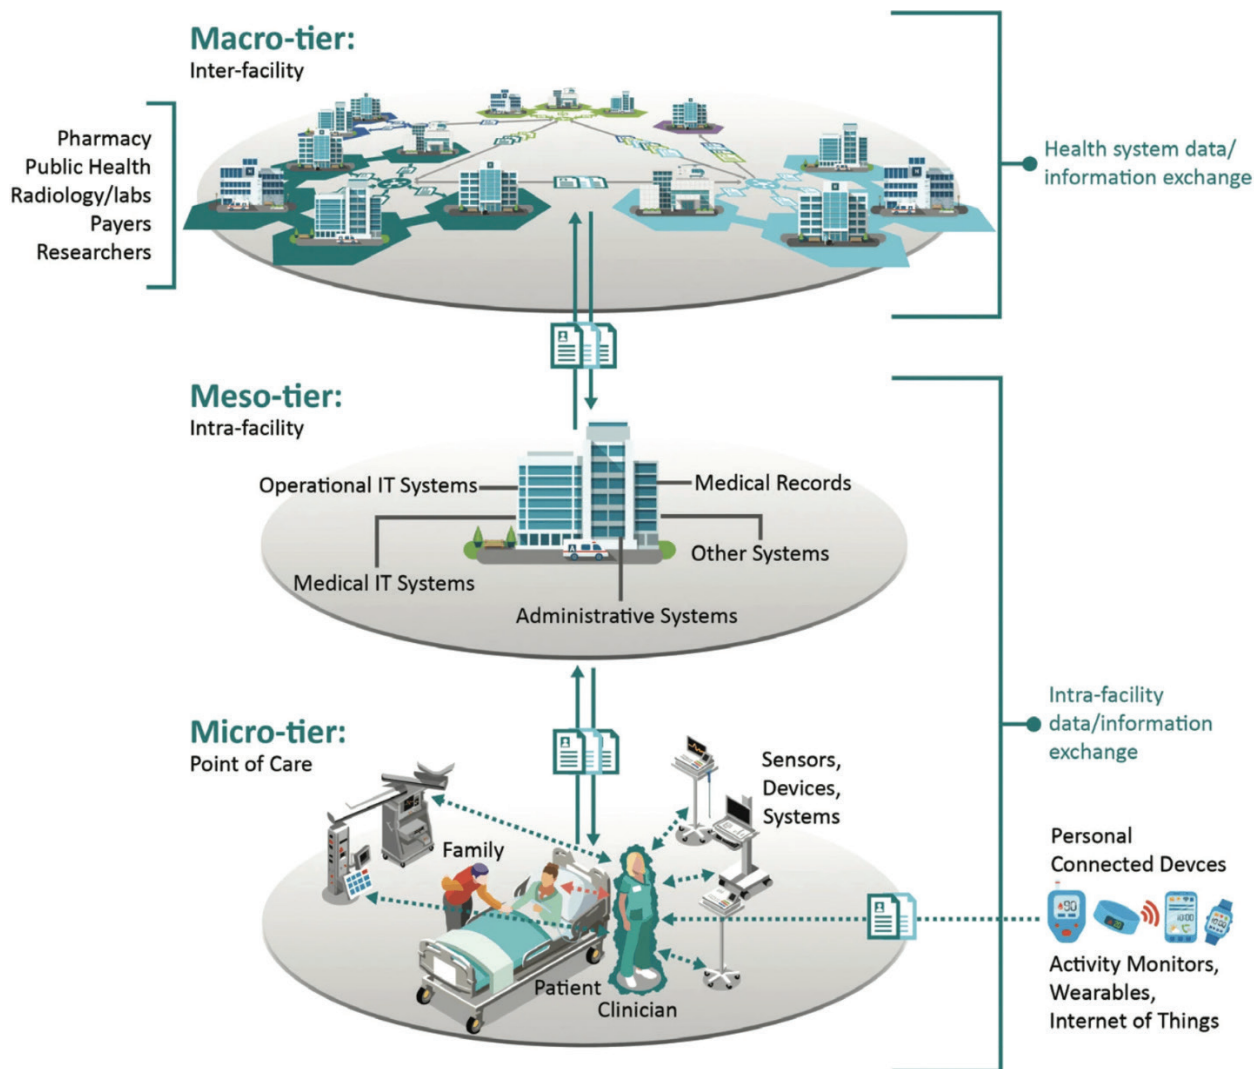 Macro-tier:
Inter-facility
Pharmacy
Public Health
Radiology/labs
Payers
Researchers
Health system data/
information exchange
Meso-tier:
Intra-facility
Operational IT Systems
Medical Records
Medical IT Systems
Other Systems
Administrative Systems
Intra-facility
data/information
exchange
Micro-tier:
Point of Care
Sensors,
Devices,
Systems
Family
Patient
Clinician
Personal
Connected Devces
90
10:00
Activity Monitors,
Wearables,
Internet of Things